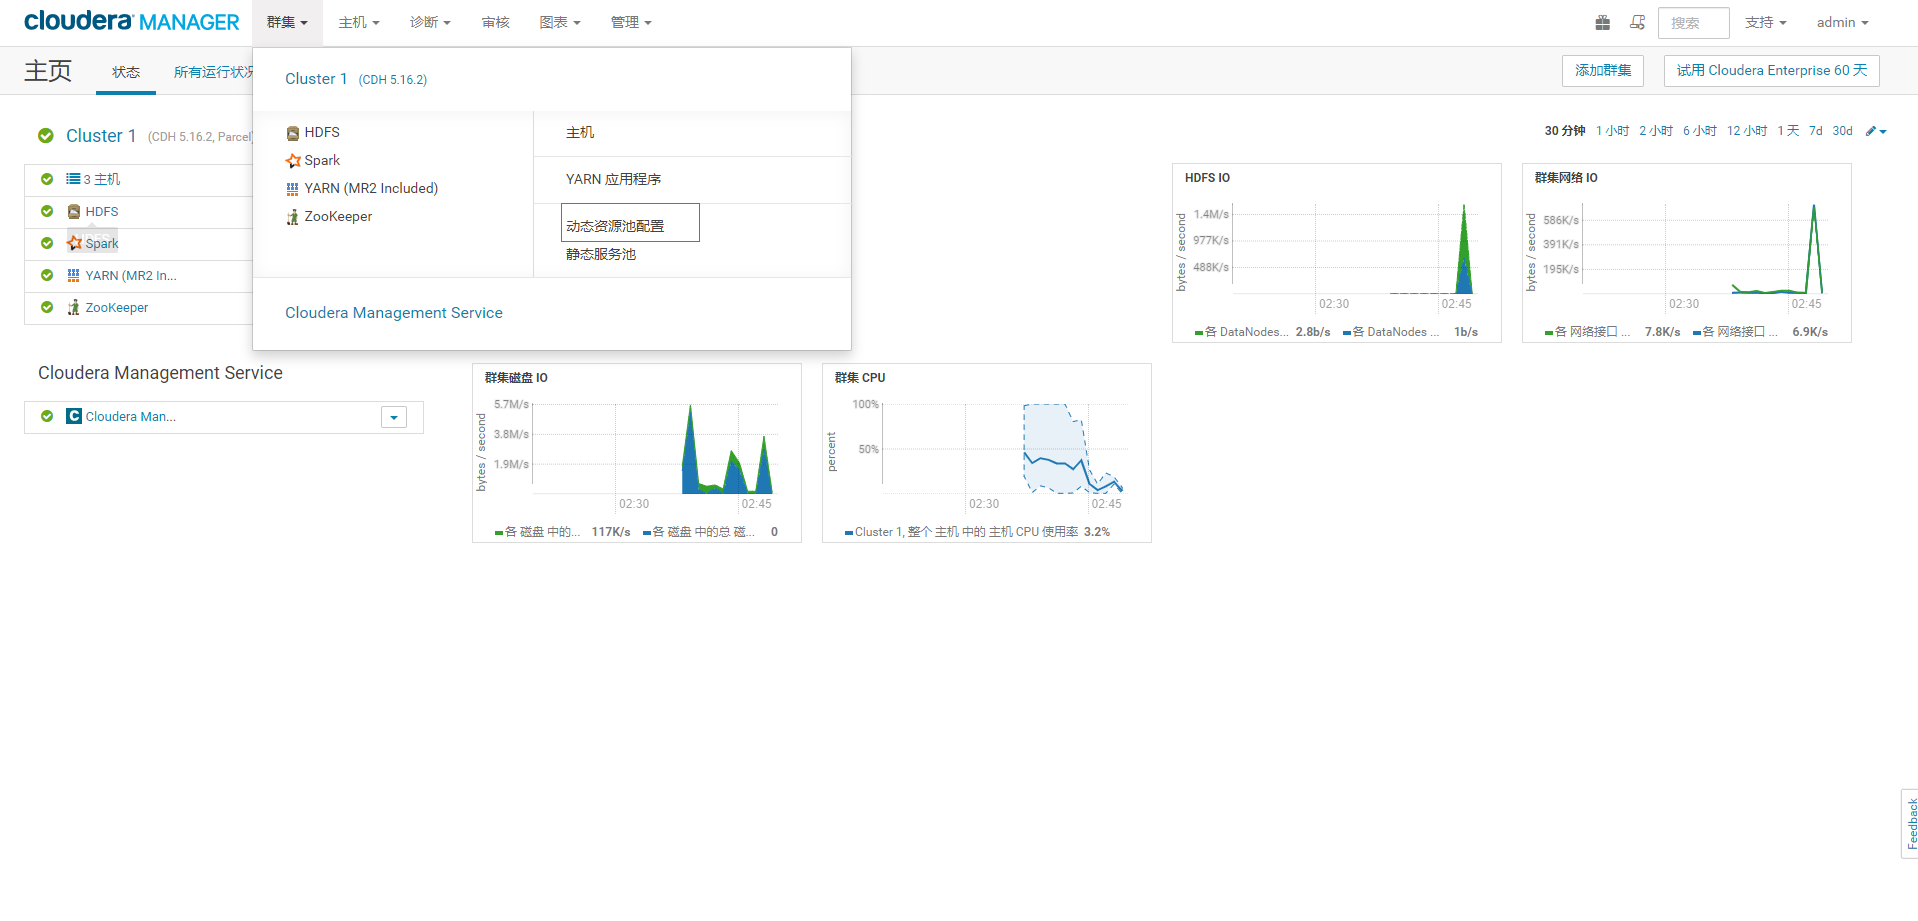 cloudera MANAGER 群集 主机 诊断 审核 图表 管理 搜索 支持 admin
主页 状态 所有运行状况 添加群集 试用 Cloudera Enterprise 60 天
Cluster 1 (CDH 5.16.2)
HDFS
Spark
YARN (MR2 Included)
ZooKeeper
主机
YARN 应用程序
动态资源池配置
静态服务池
Cloudera Management Service
Cluster 1 (CDH 5.16.2, Parcel)
3 主机
HDFS
Spark
YARN (MR2 In...
ZooKeeper
Cloudera Management Service
Cloudera Man...
30 分钟 1 小时 2 小时 6 小时 12 小时 1 天 7d 30d
HDFS IO
bytes / second
1.4M/s
977K/s
488K/s
02:30 02:45
各 DataNodes... 2.8b/s 各 DataNodes ... 1b/s
群集网络 IO
bytes / second
586K/s
391K/s
195K/s
02:30 02:45
各 网络接口 ... 7.8K/s 各 网络接口 ... 6.9K/s
群集磁盘 IO
bytes / second
5.7M/s
3.8M/s
1.9M/s
02:30 02:45
各 磁盘 中的... 117K/s 各 磁盘 中的总 磁... 0
群集 CPU
percent
100%
50%
02:30 02:45
Cluster 1, 整个 主机 中的 主机 CPU 使用率 3.2%
Feedback